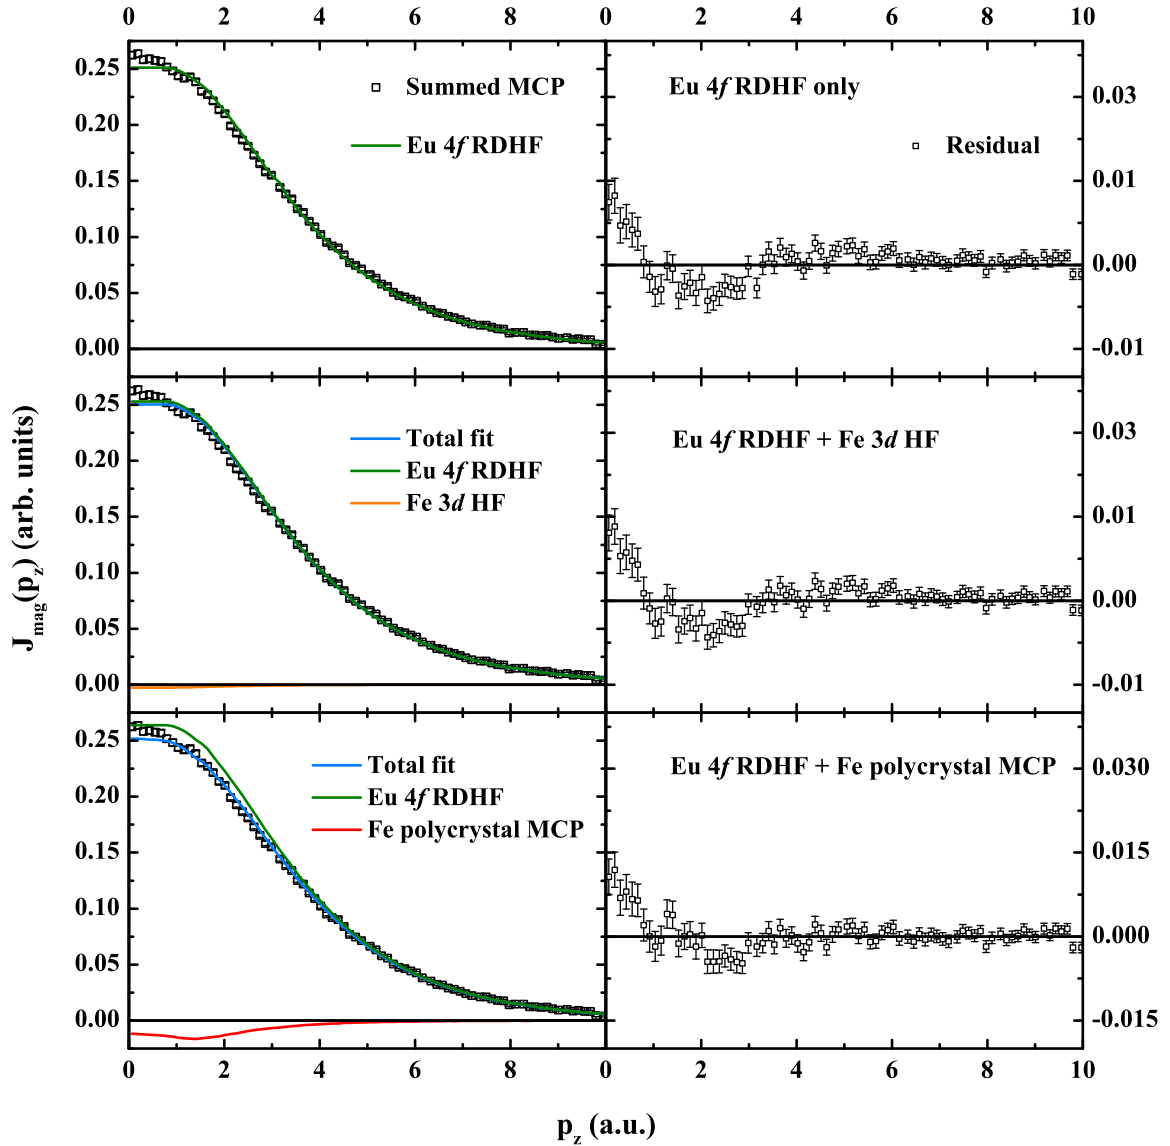 0 2 4 6 8 0 2 4 6 8 10
0.25
0.20
0.15
0.10
0.05
0.00
Summed MCP
Eu 4f RDHF
Eu 4f RDHF only
Residual
0.03
0.01
0.00
-0.01
0.25
0.20
0.15
0.10
0.05
0.00
Total fit
Eu 4f RDHF
Fe 3d HF
Eu 4f RDHF + Fe 3d HF
0.03
0.01
0.00
-0.01
0.25
0.20
0.15
0.10
0.05
0.00
Total fit
Eu 4f RDHF
Fe polycrystal MCP
Eu 4f RDHF + Fe polycrystal MCP
0.030
0.015
0.000
-0.015
0 2 4 6 8 0 2 4 6 8 10
J_mag(p_z) (arb. units)
p_z (a.u.)